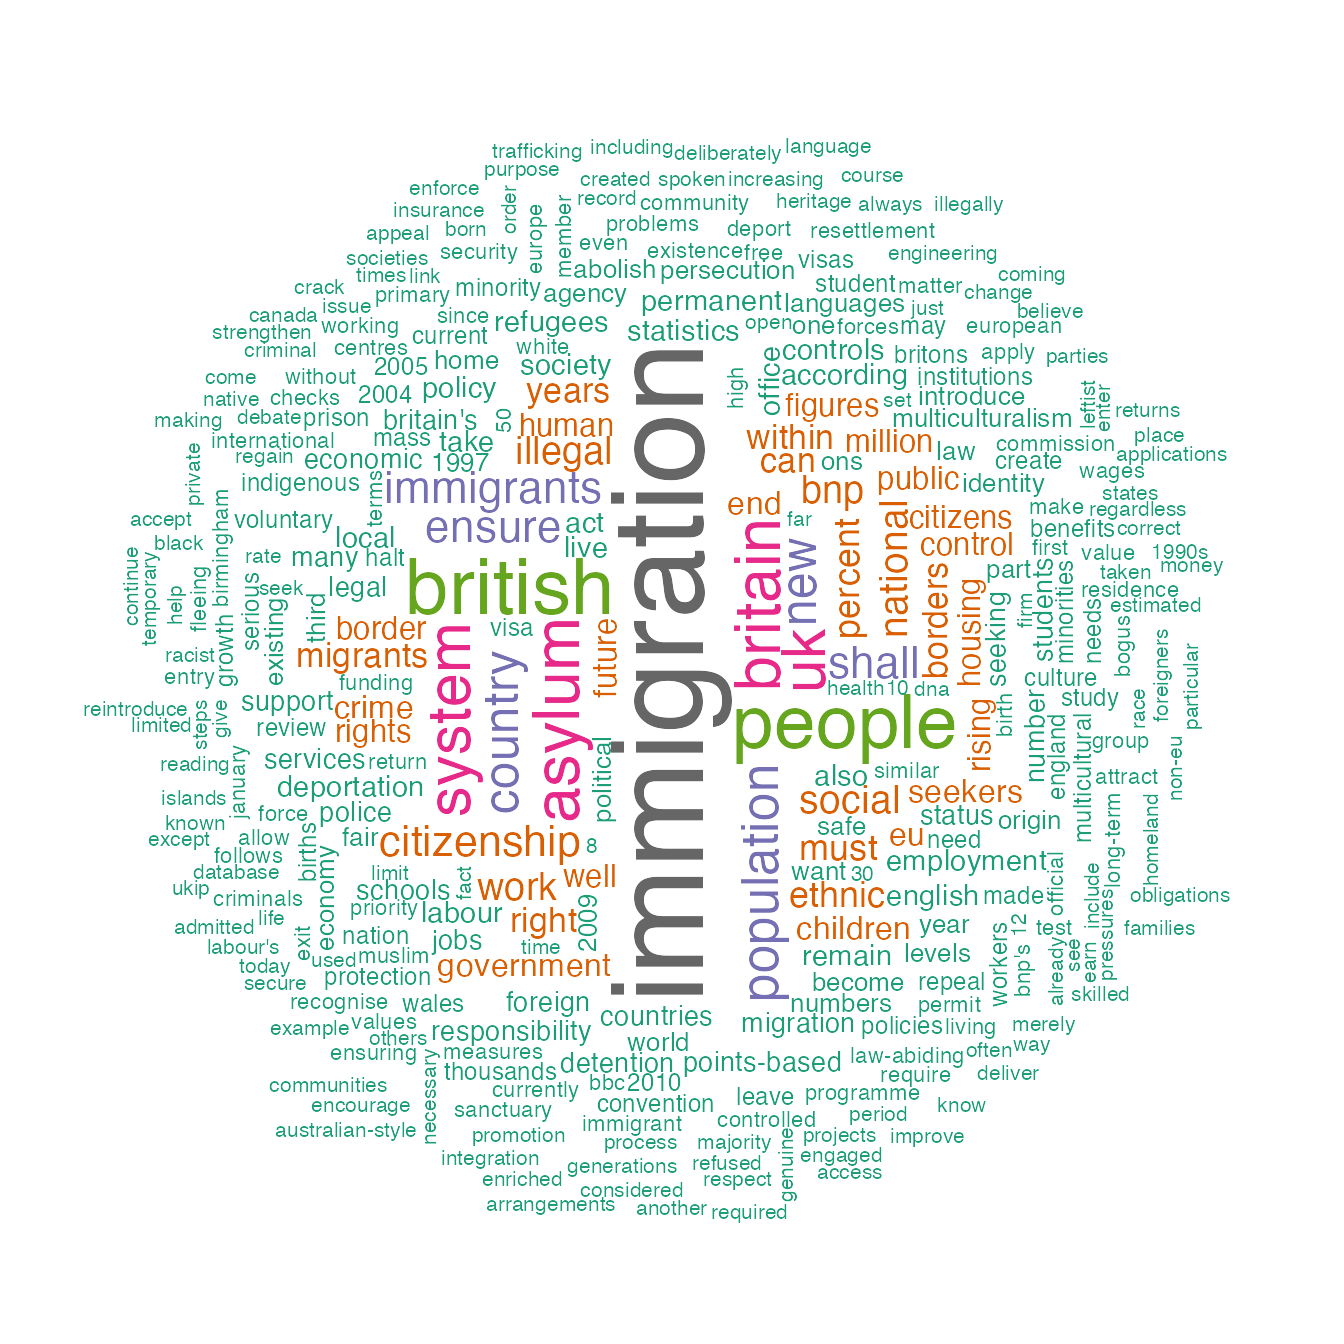 trafficking
including
deliberately
language
purpose
created
spoken
increasing
course
enforce
order
record
community
heritage
always
illegally
insurance
europe
member
problems
deport
resettlement
appeal
born
even
existence
free
engineering
societies
security
abolish
persecution
visas
times
link
coming
crack
primary
minority
agency
permanent
languages
student
matter
change
canada
issue
since
refugees
statistics
open
one
forces
just
may
european
believe
strengthen
working
current
white
controls
britons
apply
parties
criminal
centres
2005
home
society
office
according
institutions
come
without
2004
policy
years
high
figures
set
introduce
leftist
enter
native
checks
making
debate
prison
britain's
50
human
multiculturalism
returns
international
mass
take
illegal
within
million
law
commission
place
regain
economic
1997
can
ons
create
applications
private
indigenous
terms
immigrants
immigration
bnp
public
identity
wages
states
accept
birmingham
voluntary
ensure
act
end
national
citizens
make
regardless
black
local
live
far
percent
control
benefits
correct
continue
temporary
rate
many
halt
britain
new
borders
first
value
1990s
help
fleeing
serious
seek
legal
british
part
students
taken
money
growth
existing
third
border
visa
uk
shall
housing
seeking
firm
minorities
needs
residence
estimated
racist
migrants
system
country
asylum
future
bogus
entry
funding
health
10
dna
culture
foreigners
particular
reintroduce
support
crime
people
birth
number
study
race
limited
steps
give
review
rights
rising
england
multicultural
group
non-eu
reading
january
services
return
political
also
similar
attract
islands
deportation
population
social
seekers
long-term
homeland
known
force
police
safe
status
origin
except
allow
births
fair
citizenship
8
must
eu
need
follows
economy
want
30
employment
official
include
database
limit
fact
work
well
ukip
criminals
schools
ethnic
english
made
pressures
obligations
admitted
life
exit
priority
labour
right
2009
children
year
12
test
families
labour's
nation
jobs
time
remain
levels
workers
bnp's
already
see
earn
today
used
muslim
government
secure
protection
become
repeal
skilled
recognise
wales
foreign
numbers
permit
example
values
others
responsibility
countries
migration
policies
living
merely
ensuring
measures
world
law-abiding
often
way
necessary
thousands
detention
points-based
require
deliver
communities
currently
bbc
2010
leave
programme
encourage
sanctuary
convention
controlled
period
know
australian-style
promotion
immigrant
process
majority
projects
improve
integration
generations
refused
genuine
engaged
enriched
considered
respect
access
arrangements
another
required